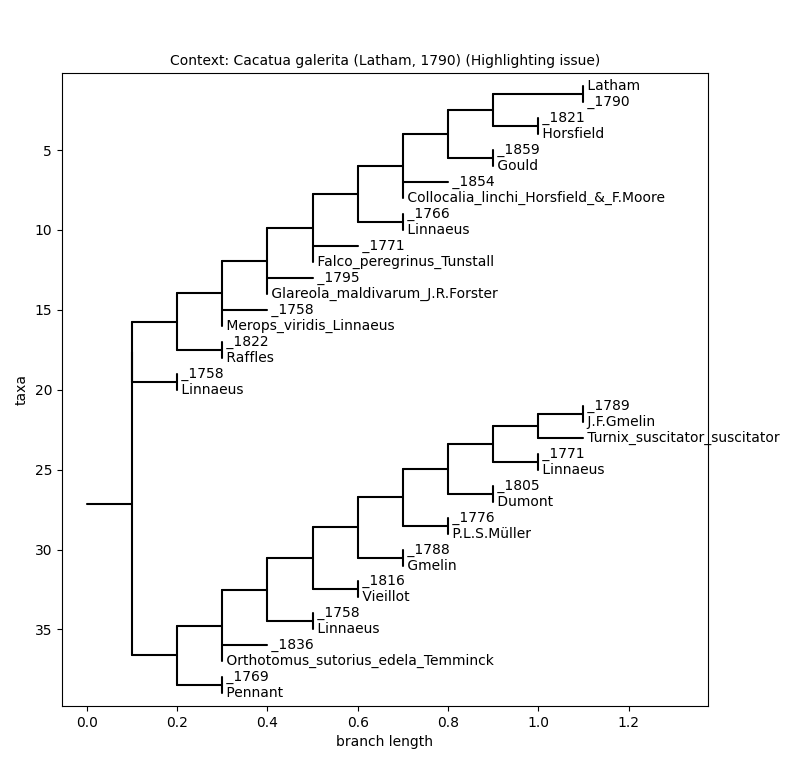 Context: Cacatua galerita (Latham, 1790) (Highlighting issue)
Latham
_1790
_1821
Horsfield
_1859
Gould
_1854
Collocalia_linchi_Horsfield_&_F.Moore
_1766
Linnaeus
_1771
Falco_peregrinus_Tunstall
_1795
Glareola_maldivarum_J.R.Forster
_1758
Merops_viridis_Linnaeus
_1822
Raffles
_1758
Linnaeus
_1789
J.F.Gmelin
Turnix_suscitator_suscitator
_1771
Linnaeus
_1805
Dumont
_1776
P.L.S.Müller
_1788
Gmelin
_1816
Vieillot
_1758
Linnaeus
_1836
Orthotomus_sutorius_edela_Temminck
_1769
Pennant
5
10
15
20
25
30
35
taxa
0.0 0.2 0.4 0.6 0.8 1.0 1.2
branch length